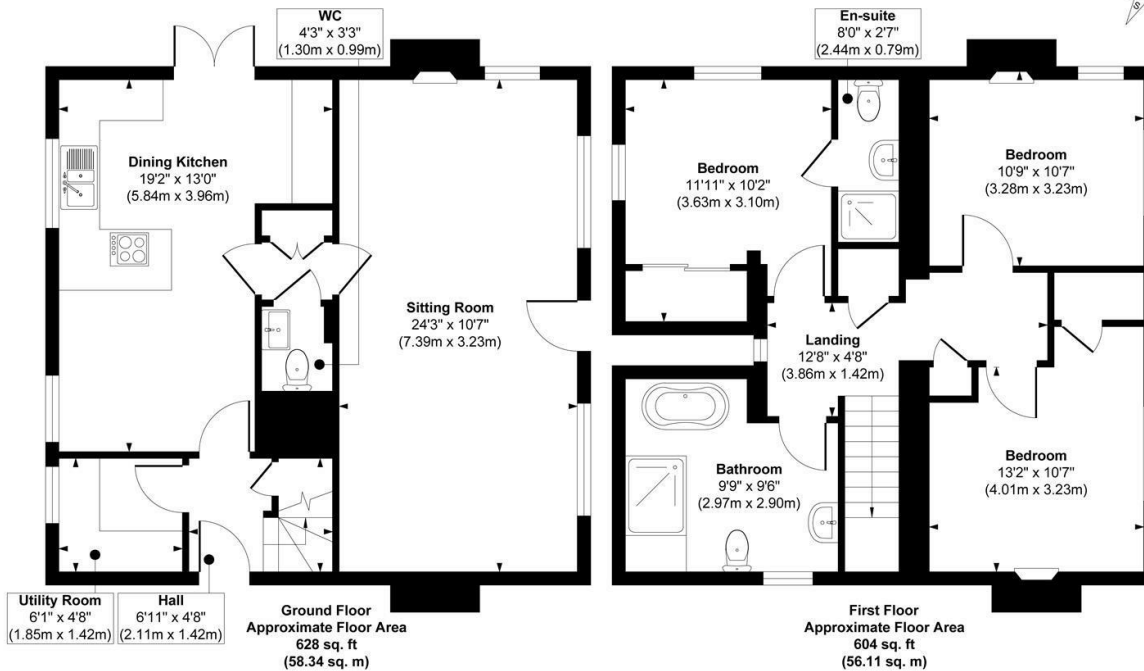 WC
4'3" x 3'3"
(1.30m x 0.99m)
En-suite
8'0" x 2'7"
(2.44m x 0.79m)
S
Dining Kitchen
19'2" x 13'0"
(5.84m x 3.96m)
Bedroom
11'11" x 10'2"
(3.63m x 3.10m)
Bedroom
10'9" x 10'7"
(3.28m x 3.23m)
Sitting Room
24'3" x 10'7"
(7.39m x 3.23m)
Landing
12'8" x 4'8"
(3.86m x 1.42m)
Bathroom
9'9" x 9'6"
(2.97m x 2.90m)
Bedroom
13'2" x 10'7"
(4.01m x 3.23m)
Utility Room
6'1" x 4'8"
(1.85m x 1.42m)
Hall
6'11" x 4'8"
(2.11m x 1.42m)
Ground Floor
Approximate Floor Area
628 sq. ft
(58.34 sq. m)
First Floor
Approximate Floor Area
604 sq. ft
(56.11 sq. m)